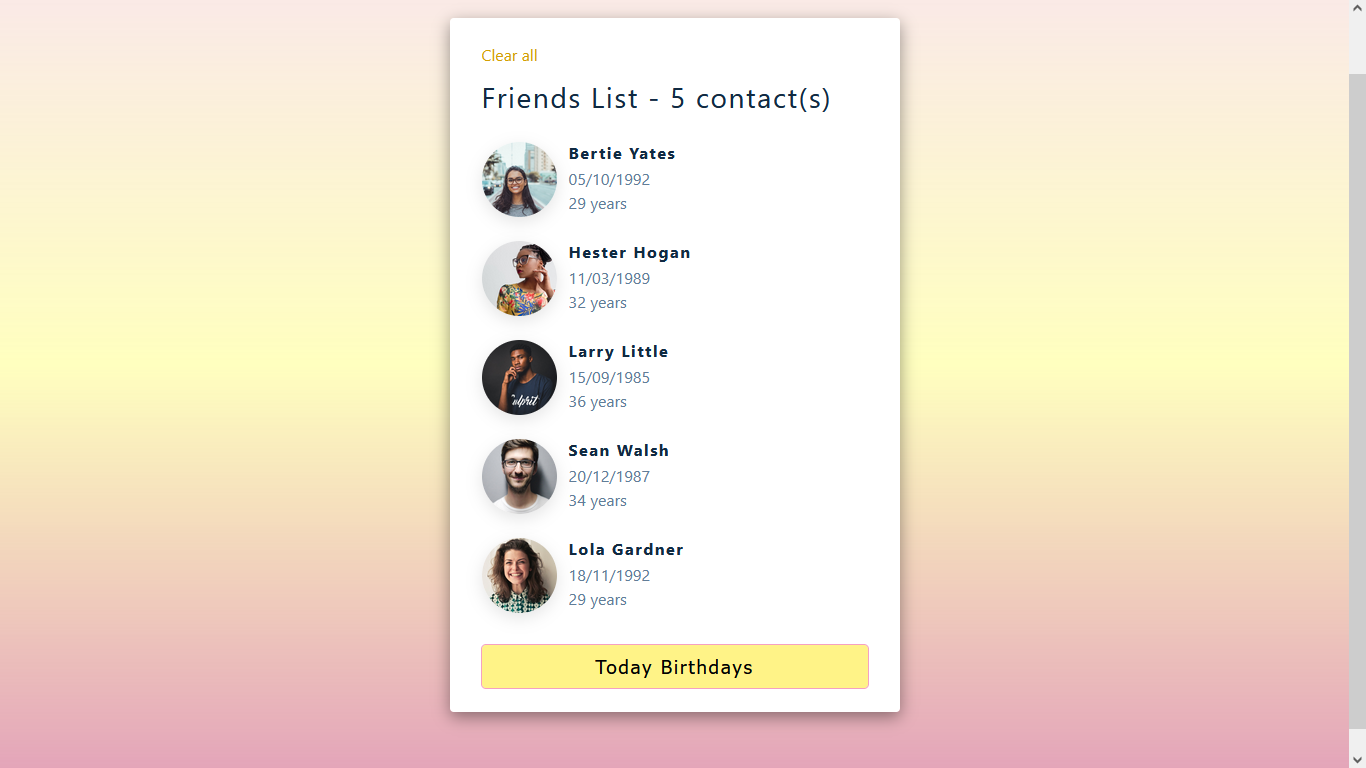 Clear all
Friends List - 5 contact(s)
Bertie Yates
05/10/1992
29 years
Hester Hogan
11/03/1989
32 years
Larry Little
15/09/1985
36 years
Sean Walsh
20/12/1987
34 years
Lola Gardner
18/11/1992
29 years
Today Birthdays